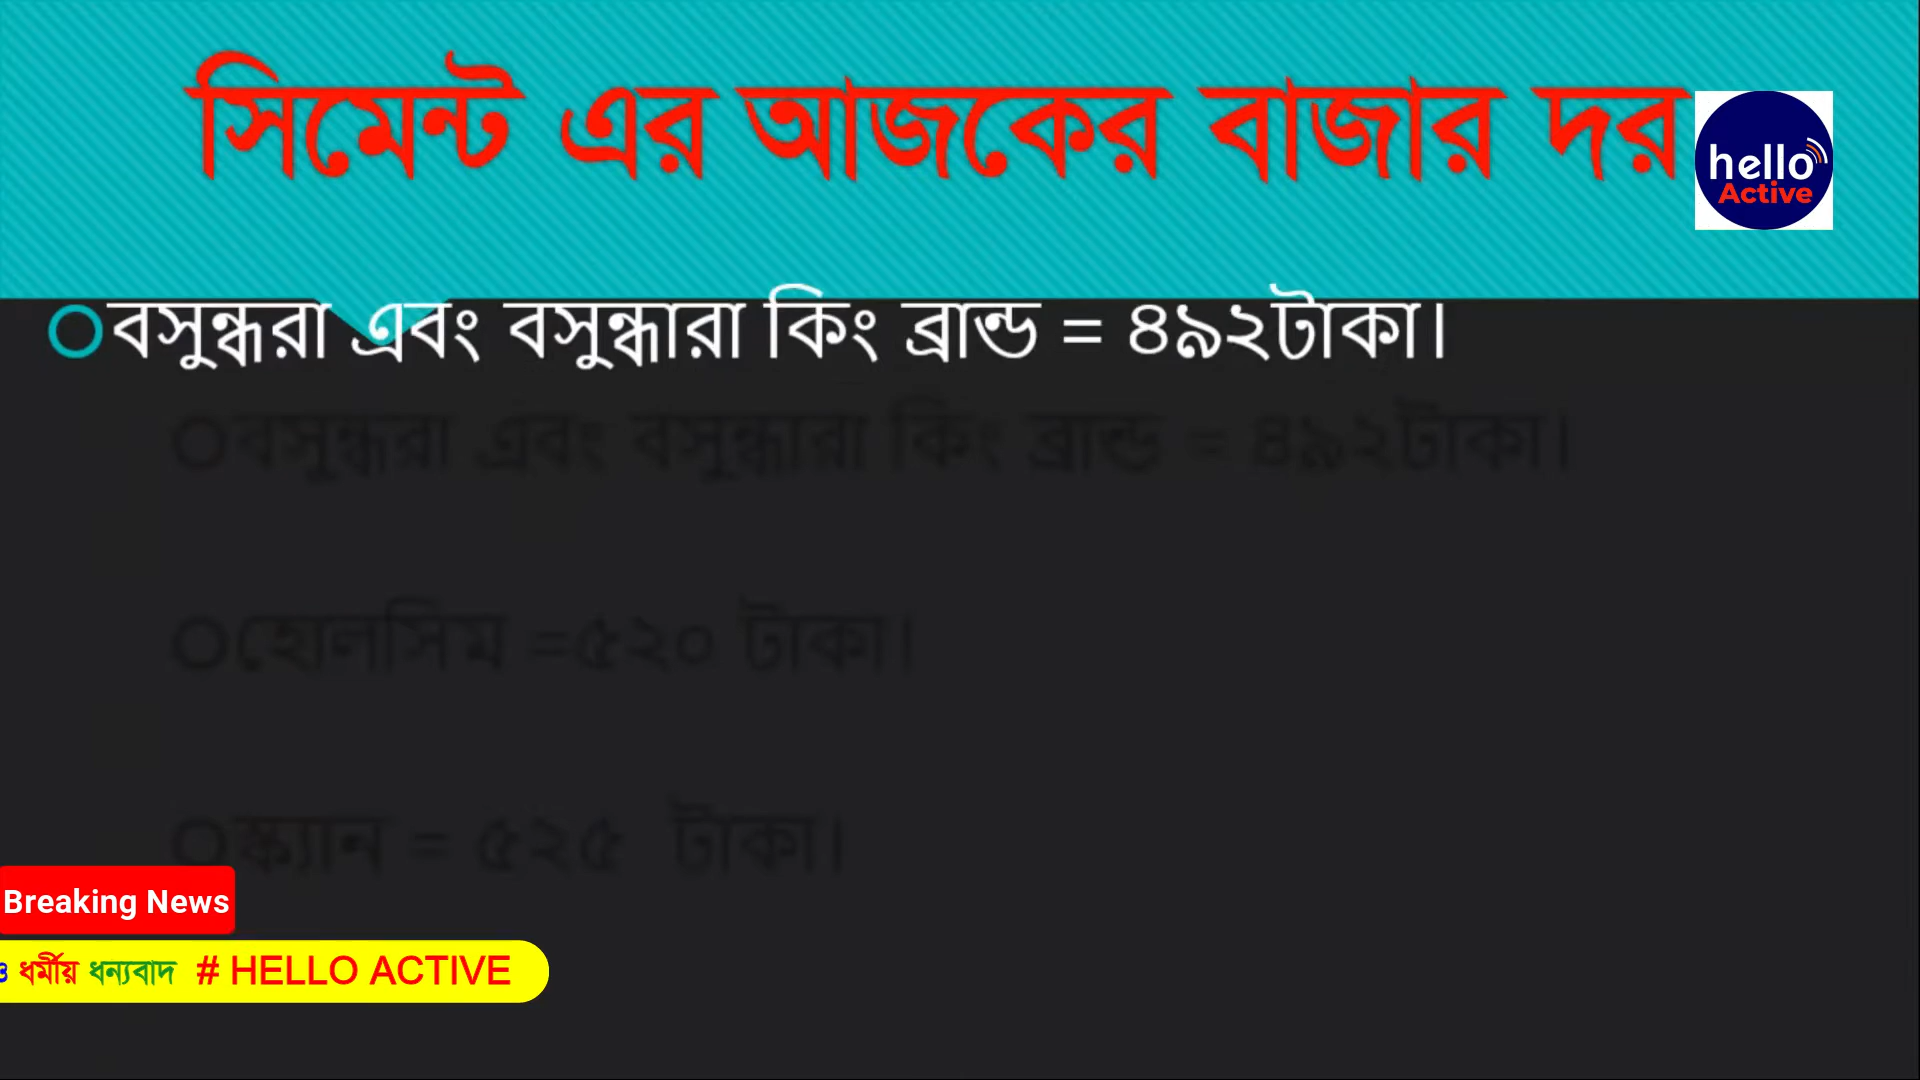 সিমেন্ট এর আজকের বাজার দর
hello
Active
বসুন্ধরা এবং বসুন্ধারা কিং ব্রান্ড = ৪৯২টাকা।
বসুন্ধরা এবং বসুন্ধারা কিং ব্রান্ড = ৪৯২টাকা।
হোলসিম =৫২০ টাকা।
স্ক্যান = ৫২৫ টাকা।
Breaking News
ও ধর্মীয় ধন্যবাদ # HELLO ACTIVE